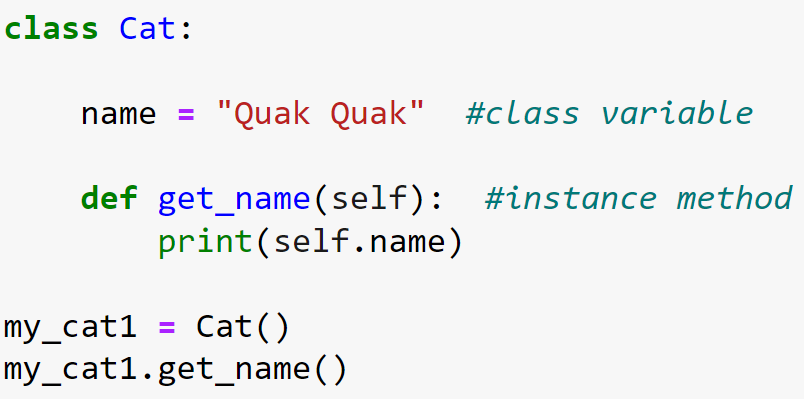 class Cat:
    name = "Quak Quak"  #class variable
    def get_name(self):  #instance method
        print(self.name)
my_cat1 = Cat()
my_cat1.get_name()